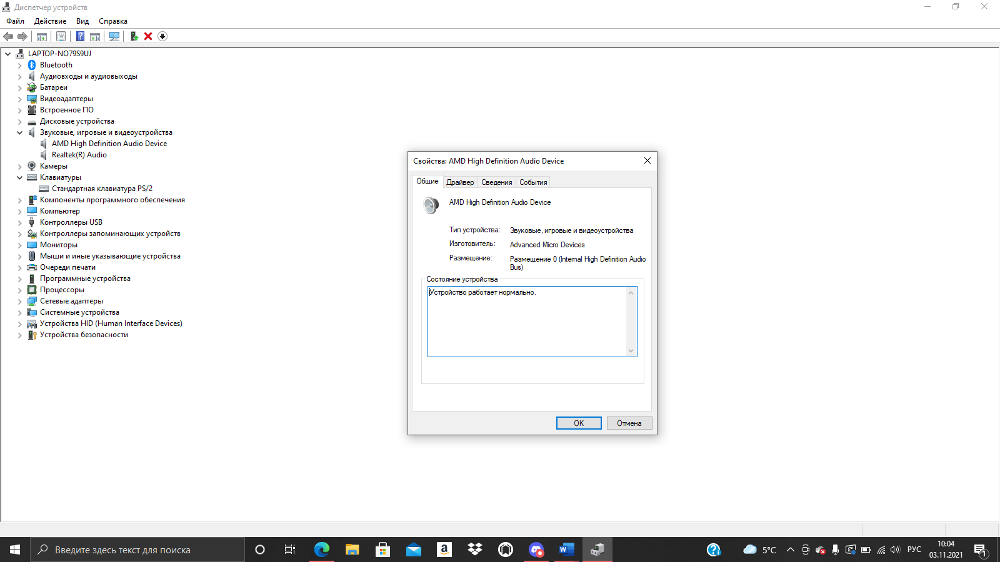 Диспетчер устройств
Файл Действие Вид Справка
LAPTOP-NO79S9UJ
Bluetooth
Аудиовходы и аудиовыходы
Батареи
Видеоадаптеры
Встроенное ПО
Дисковые устройства
Звуковые, игровые и видеоустройства
AMD High Definition Audio Device
Realtek(R) Audio
Камеры
Клавиатуры
Стандартная клавиатура PS/2
Компоненты программного обеспечения
Компьютер
Контроллеры USB
Контроллеры запоминающих устройств
Мониторы
Мыши и иные указывающие устройства
Очереди печати
Программные устройства
Процессоры
Сетевые адаптеры
Системные устройства
Устройства HID (Human Interface Devices)
Устройства безопасности
Свойства: AMD High Definition Audio Device
Общие Драйвер Сведения События
AMD High Definition Audio Device
Тип устройства: Звуковые, игровые и видеоустройства
Изготовитель: Advanced Micro Devices
Размещение: Размещение 0 (Internal High Definition Audio
Bus)
Состояние устройства
Устройство работает нормально.
OK Отмена
Введите здесь текст для поиска
5°C
РУС
10:04
03.11.2021
1